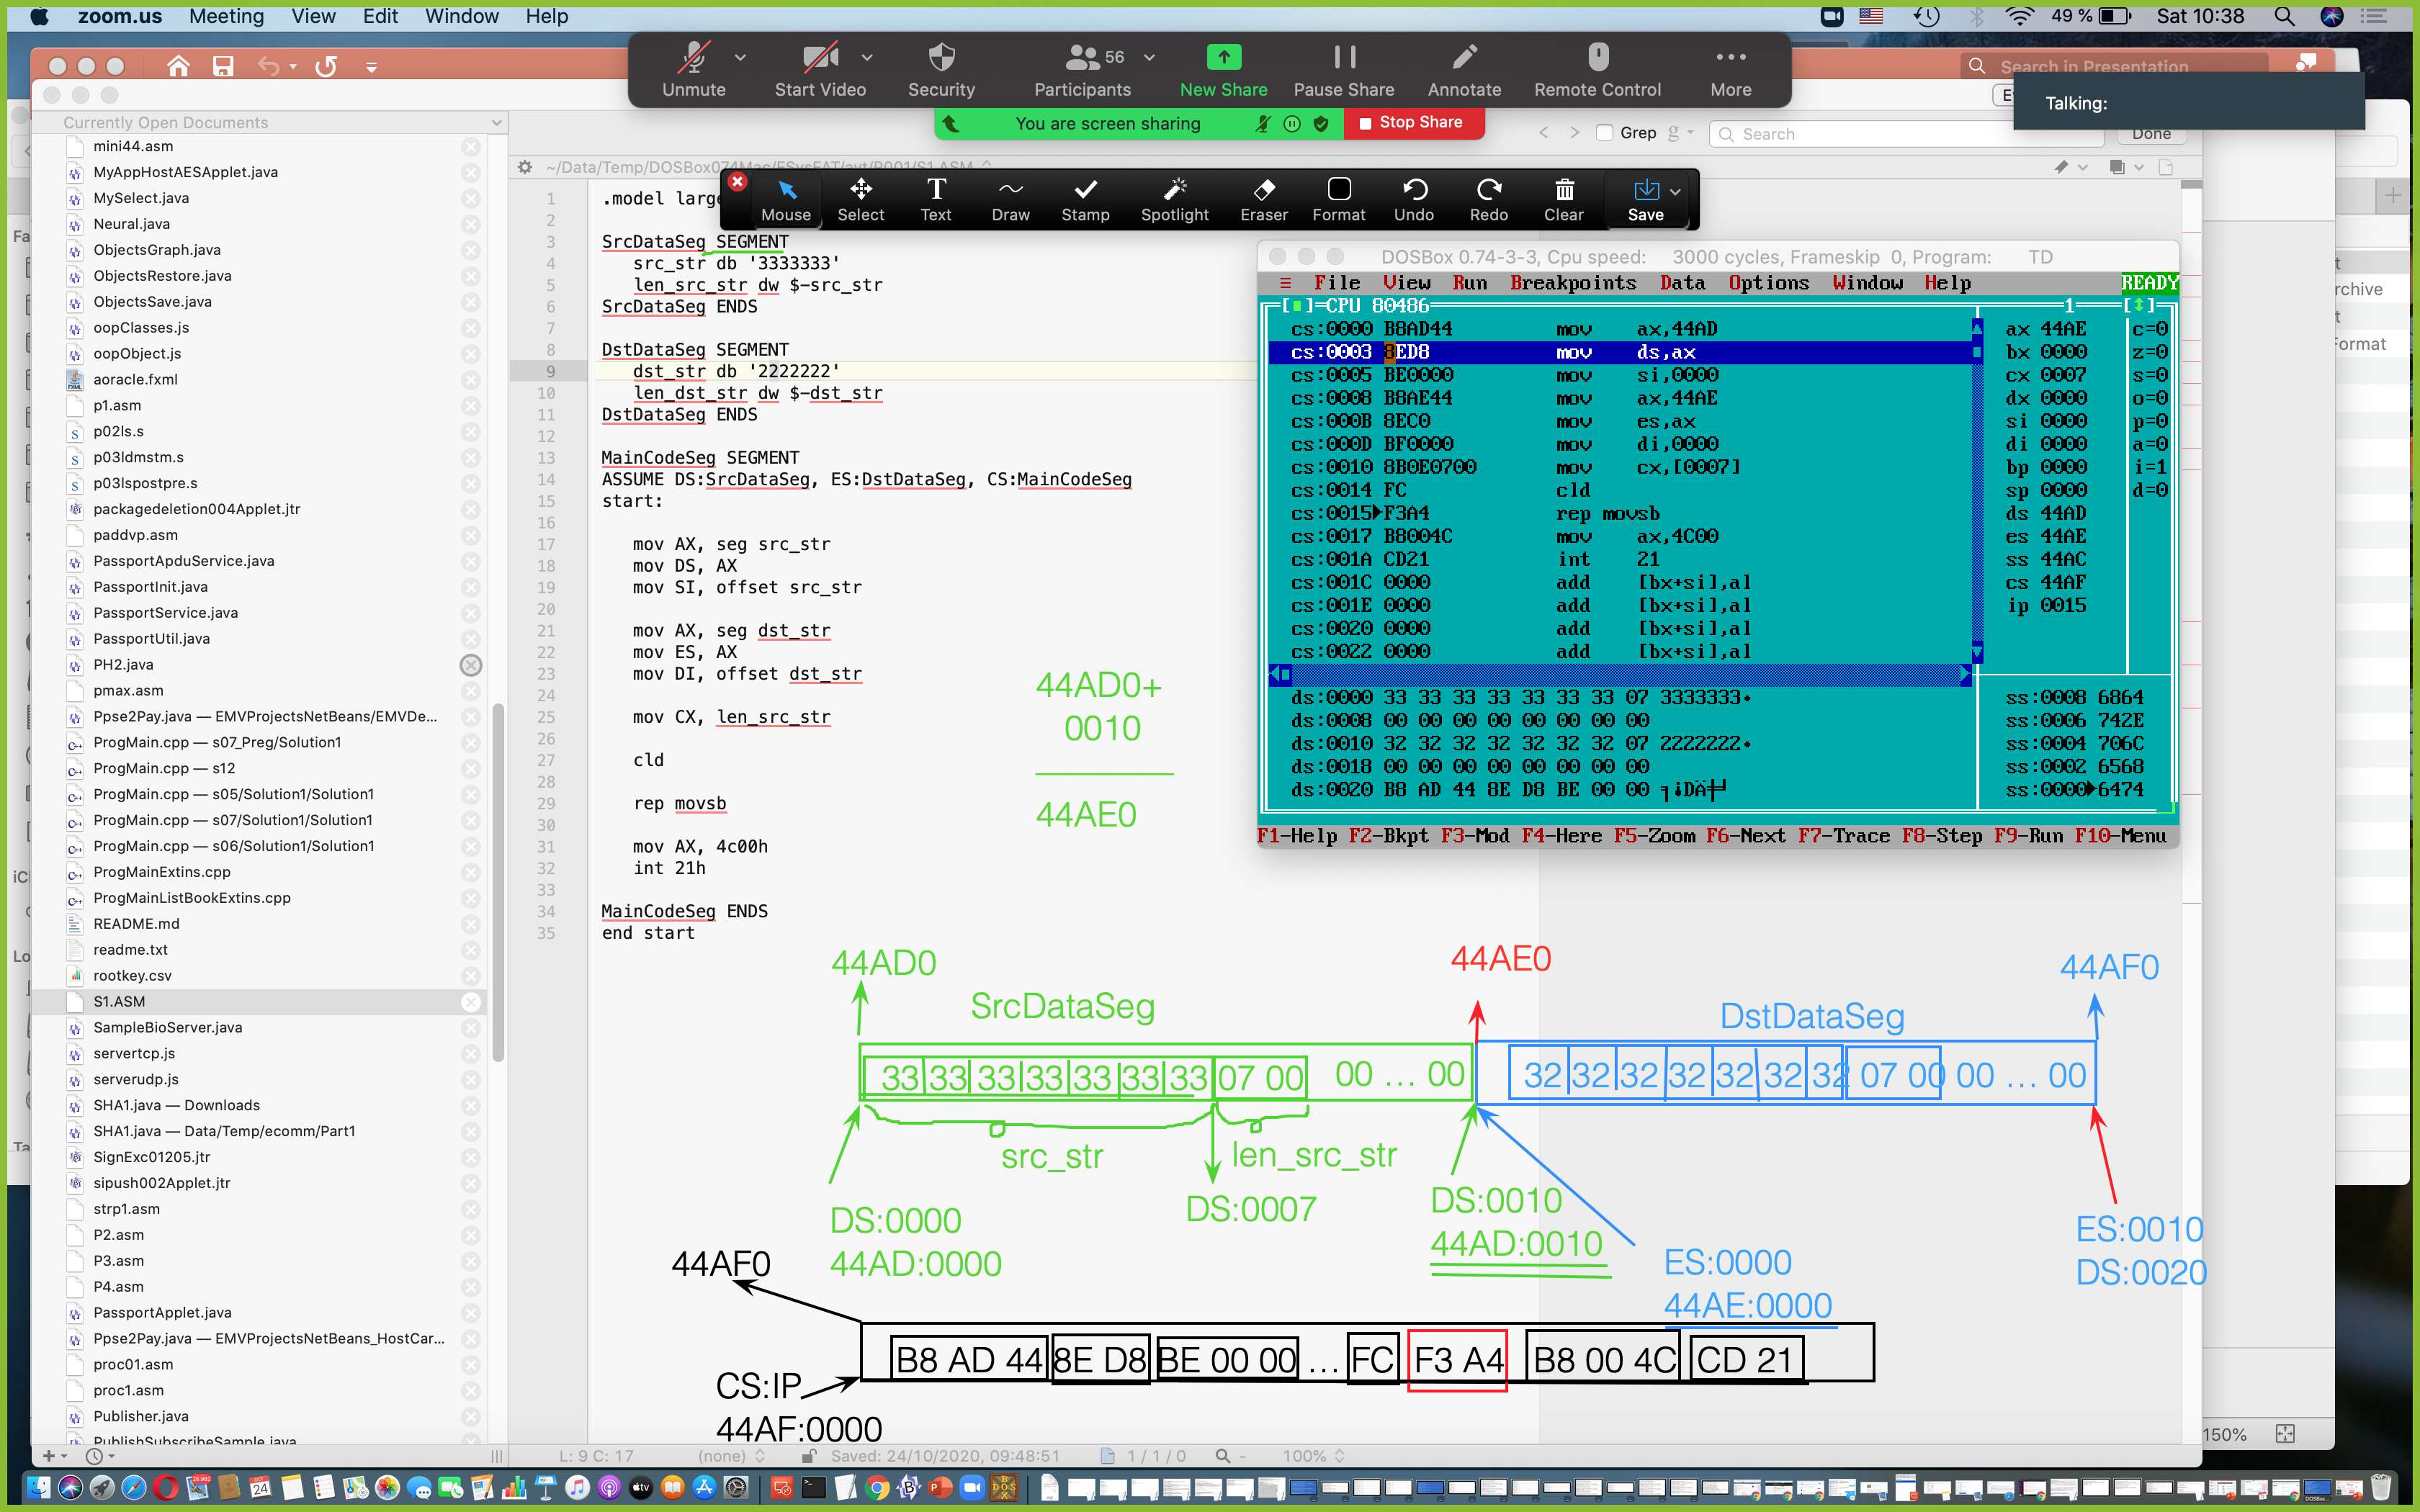 zoom.us Meeting View Edit Window Help
49 % Sat 10:38
Unmute Start Video Security Participants 56 New Share Pause Share Annotate Remote Control More
Search in Presentation
Talking:
You are screen sharing Stop Share
Grep g Search Done
Mouse Select Text Draw Stamp Spotlight Eraser Format Undo Redo Clear Save
Currently Open Documents
mini44.asm
MyAppHostAESApplet.java
MySelect.java
Neural.java
ObjectsGraph.java
ObjectsRestore.java
ObjectsSave.java
oopClasses.js
oopObject.js
aoracle.fxml
p1.asm
p02ls.s
p03ldmstm.s
p03lspostpre.s
packagedeletion004Applet.jtr
paddvp.asm
PassportApduService.java
PassportInit.java
PassportService.java
PassportUtil.java
PH2.java
pmax.asm
Ppse2Pay.java — EMVProjectsNetBeans/EMVDe...
ProgMain.cpp — s07_Preg/Solution1
ProgMain.cpp — s12
ProgMain.cpp — s05/Solution1/Solution1
ProgMain.cpp — s07/Solution1/Solution1
ProgMain.cpp — s06/Solution1/Solution1
ProgMainExtins.cpp
ProgMainListBookExtins.cpp
README.md
readme.txt
rootkey.csv
S1.ASM
SampleBioServer.java
servertcp.js
serverudp.js
SHA1.java — Downloads
SHA1.java — Data/Temp/ecomm/Part1
SignExc01205.jtr
sipush002Applet.jtr
strp1.asm
P2.asm
P3.asm
P4.asm
PassportApplet.java
Ppse2Pay.java — EMVProjectsNetBeans_HostCar...
proc01.asm
proc1.asm
Publisher.java
PublishSubscribeSample.java
1 .model large
2
3 SrcDataSeg SEGMENT
4 src_str db '3333333'
5 len_src_str dw $-src_str
6 SrcDataSeg ENDS
7
8 DstDataSeg SEGMENT
9 dst_str db '2222222'
10 len_dst_str dw $-dst_str
11 DstDataSeg ENDS
12
13 MainCodeSeg SEGMENT
14 ASSUME DS:SrcDataSeg, ES:DstDataSeg, CS:MainCodeSeg
15 start:
16
17 mov AX, seg src_str
18 mov DS, AX
19 mov SI, offset src_str
20
21 mov AX, seg dst_str
22 mov ES, AX
23 mov DI, offset dst_str
24
25 mov CX, len_src_str
26
27 cld
28
29 rep movsb
30
31 mov AX, 4c00h
32 int 21h
33
34 MainCodeSeg ENDS
35 end start
44AD0+
0010
44AE0
DOSBox 0.74-3-3, Cpu speed: 3000 cycles, Frameskip 0, Program: TD
≡ File View Run Breakpoints Data Options Window Help READY
CPU 80486 1
cs:0000 B8AD44 mov ax,44AD
cs:0003 8ED8 mov ds,ax
cs:0005 BE0000 mov si,0000
cs:0008 B8AE44 mov ax,44AE
cs:000B 8EC0 mov es,ax
cs:000D BF0000 mov di,0000
cs:0010 8B0E0700 mov cx,[0007]
cs:0014 FC cld
cs:0015 F3A4 rep movsb
cs:0017 B8004C mov ax,4C00
cs:001A CD21 int 21
cs:001C 0000 add [bx+si],al
cs:001E 0000 add [bx+si],al
cs:0020 0000 add [bx+si],al
cs:0022 0000 add [bx+si],al
ax 44AE c=0
bx 0000 z=0
cx 0007 s=0
dx 0000 o=0
si 0000 p=0
di 0000 a=0
bp 0000 i=1
sp 0000 d=0
ds 44AD
es 44AE
ss 44AC
cs 44AF
ip 0015
ds:0000 33 33 33 33 33 33 33 07 3333333•
ds:0008 00 00 00 00 00 00 00 00
ds:0010 32 32 32 32 32 32 32 07 2222222•
ds:0018 00 00 00 00 00 00 00 00
ds:0020 B8 AD 44 8E D8 BE 00 00 ╕¡DÄ╪╛
ss:0008 6864
ss:0006 742E
ss:0004 706C
ss:0002 6568
ss:0000 6474
F1-Help F2-Bkpt F3-Mod F4-Here F5-Zoom F6-Next F7-Trace F8-Step F9-Run F10-Menu
44AD0 44AE0 44AF0
SrcDataSeg DstDataSeg
33 33 33 33 33 33 33 07 00 00 ... 00 32 32 32 32 32 32 32 07 00 00 ... 00
src_str len_src_str
DS:0000
44AD:0000
DS:0007
DS:0010
44AD:0010
ES:0000
44AE:0000
ES:0010
DS:0020
44AF0
B8 AD 44 8E D8 BE 00 00 ... FC F3 A4 B8 00 4C CD 21
CS:IP
44AF:0000
L: 9 C: 17 (none) Saved: 24/10/2020, 09:48:51 1 / 1 / 0 100%
150%